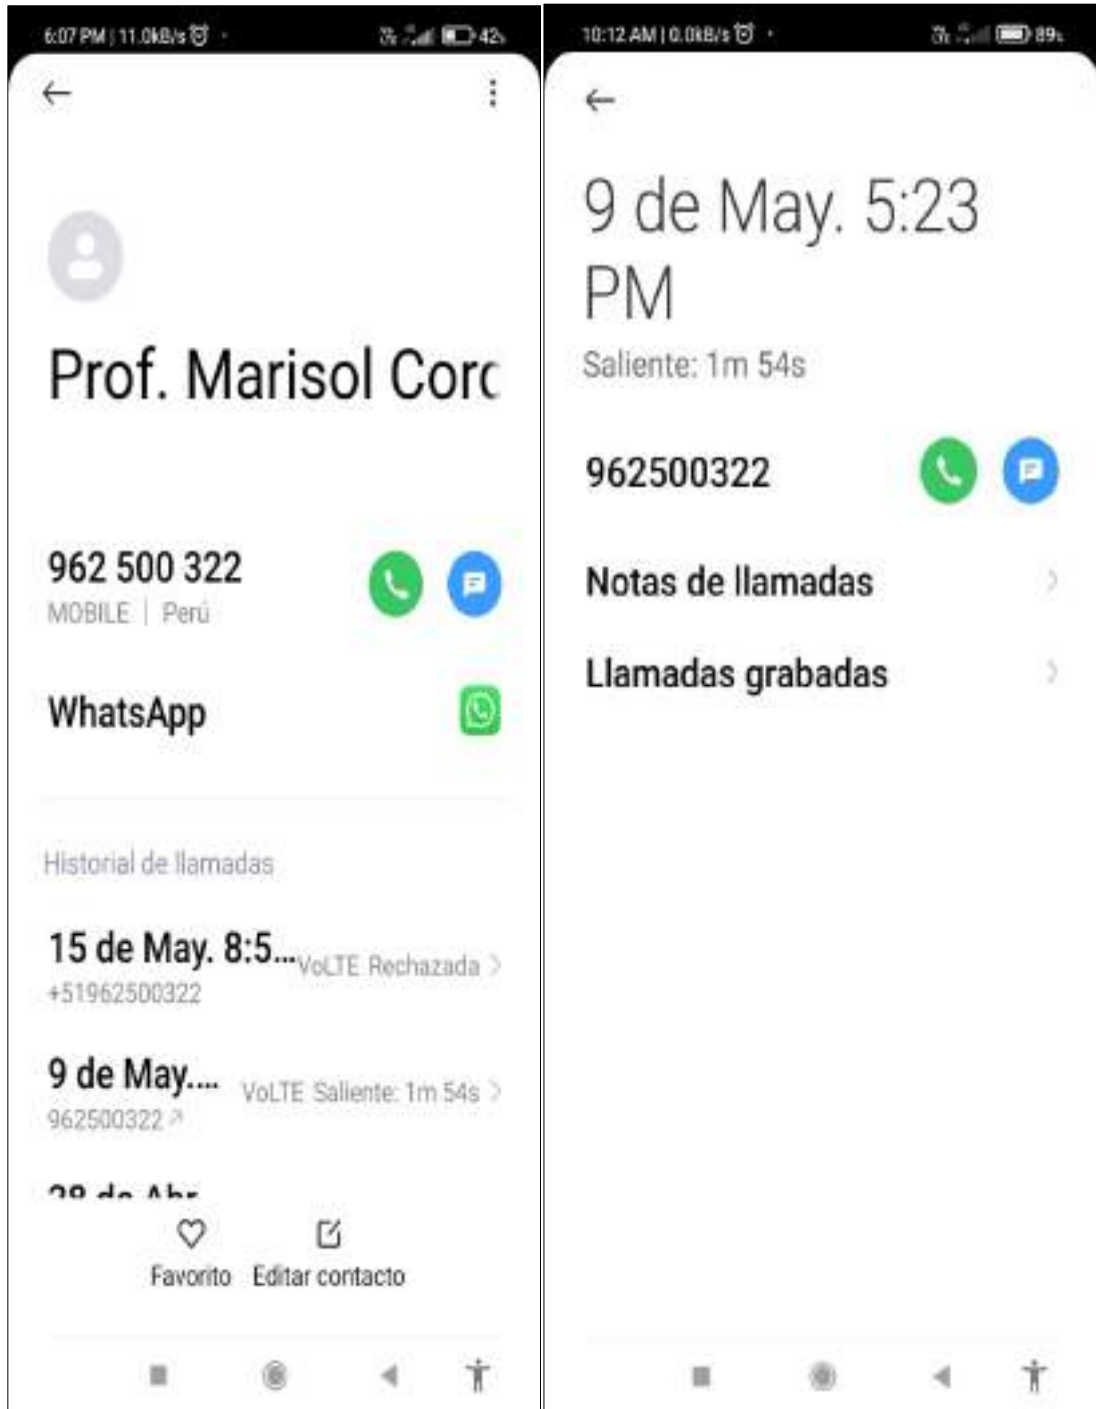 6:07 PM | 11.0kB/s
42
Prof. Marisol Corc
962 500 322
MOBILE | Perú
WhatsApp
Historial de llamadas
15 de May. 8:5... VoLTE Rechazada
+51962500322
9 de May.... VoLTE Saliente: 1m 54s
962500322
28 de Abr
Favorito Editar contacto
10:12 AM | 0.0kB/s
89
9 de May. 5:23
PM
Saliente: 1m 54s
962500322
Notas de llamadas
Llamadas grabadas